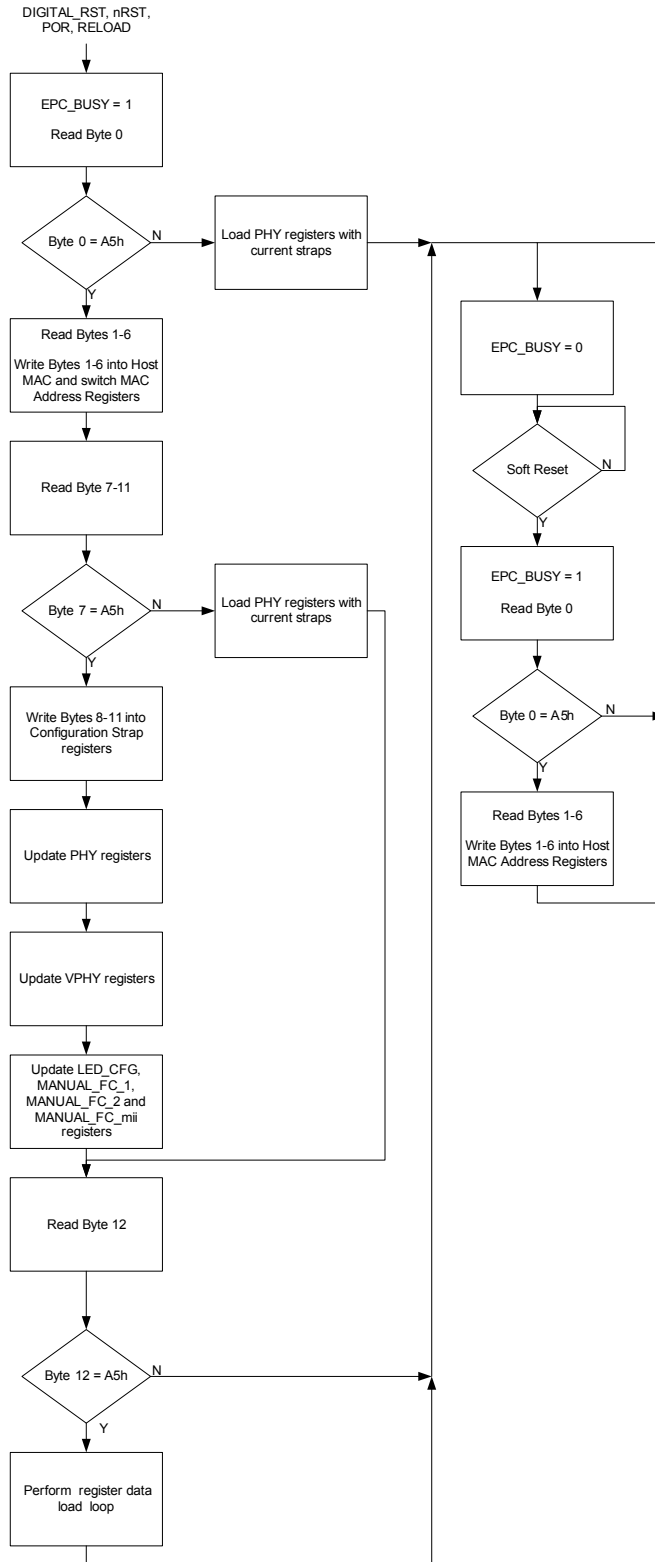 DIGITAL_RST, nRST,
POR, RELOAD
EPC_BUSY = 1
Read Byte 0
Byte 0 = A5h
N
Y
Load PHY registers with
current straps
Read Bytes 1-6
Write Bytes 1-6 into Host
MAC and switch MAC
Address Registers
Read Byte 7-11
Byte 7 = A5h
N
Y
Load PHY registers with
current straps
Write Bytes 8-11 into
Configuration Strap
registers
Update PHY registers
Update VPHY registers
Update LED_CFG,
MANUAL_FC_1,
MANUAL_FC_2 and
MANUAL_FC_mii
registers
Read Byte 12
Byte 12 = A5h
N
Y
Perform register data
load loop
EPC_BUSY = 0
Soft Reset
N
Y
EPC_BUSY = 1
Read Byte 0
Byte 0 = A5h
N
Y
Read Bytes 1-6
Write Bytes 1-6 into Host
MAC Address Registers